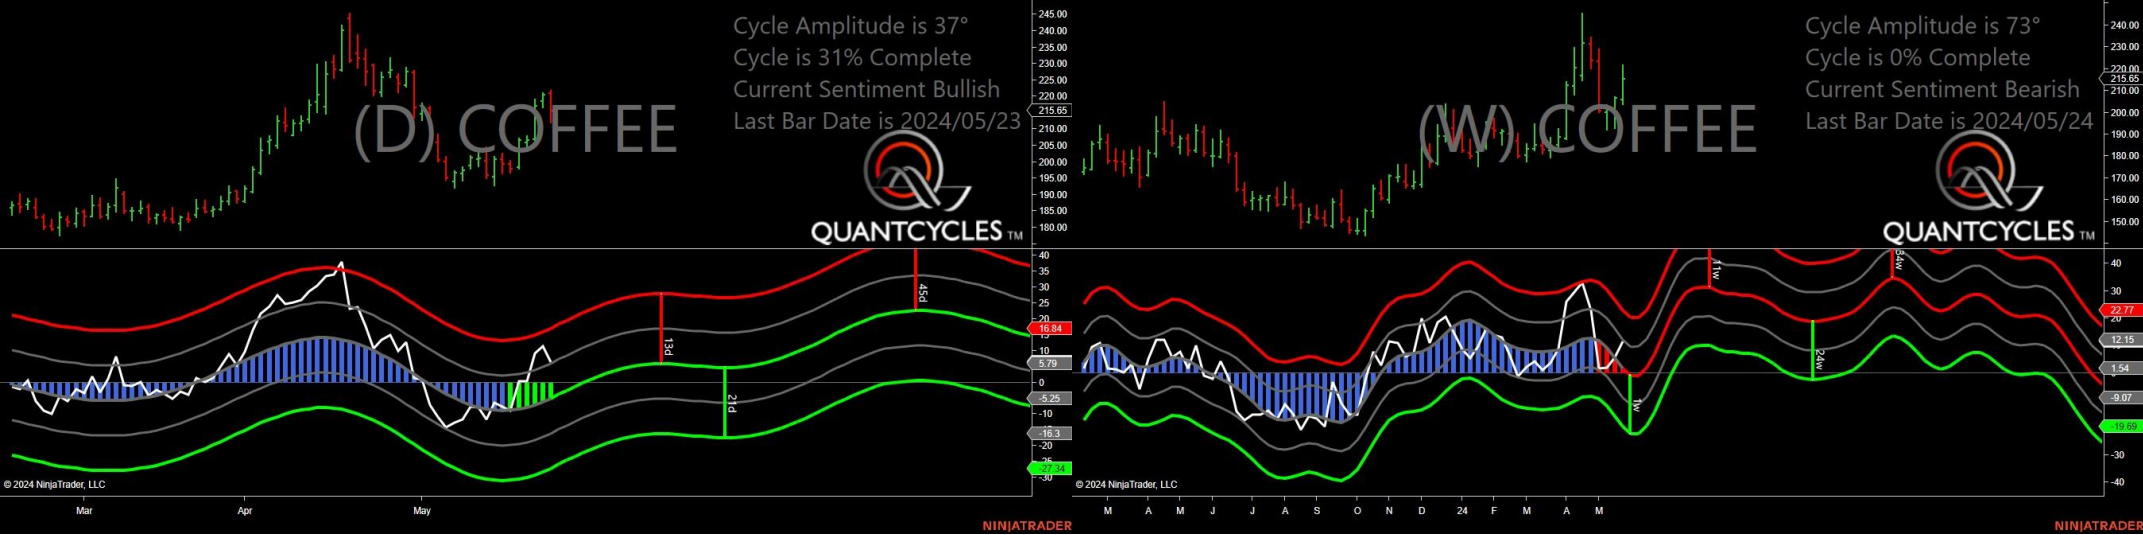 Cycle Amplitude is 37°
Cycle is 31% Complete
Current Sentiment Bullish
Last Bar Date is 2024/05/23
(D) COFFEE
QUANTCYCLES TM
245.00
240.00
235.00
230.00
225.00
220.00
215.65
210.00
205.00
200.00
195.00
190.00
185.00
180.00
40
35
30
25
20
16.84
15
10
5.79
0
-5.25
-10
-16.3
-20
-27.34
-30
13d
21d
45d
© 2024 NinjaTrader, LLC
Mar
Apr
May
NINJATRADER
Cycle Amplitude is 73°
Cycle is 0% Complete
Current Sentiment Bearish
Last Bar Date is 2024/05/24
(W) COFFEE
QUANTCYCLES TM
240.00
230.00
220.00
215.65
200.00
190.00
180.00
170.00
160.00
150.00
40
30
22.77
20
12.15
1.54
-9.07
-19.69
-30
-40
1w
11w
24w
34w
© 2024 NinjaTrader, LLC
M A M J J A S O N D 24 F M A M
NINJATRADER